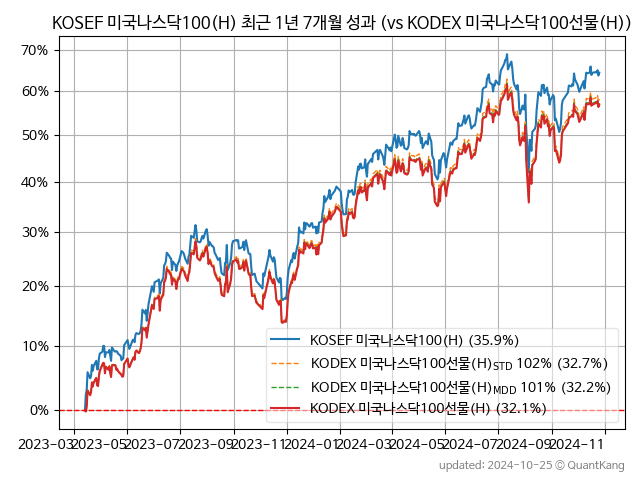 KOSEF 미국나스닥100(H) 최근 1년 7개월 성과 (vs KODEX 미국나스닥100선물(H))
70%
60%
50%
40%
30%
20%
10%
0%
KOSEF 미국나스닥100(H) (35.9%)
KODEX 미국나스닥100선물(H)STD 102% (32.7%)
KODEX 미국나스닥100선물(H)MDD 101% (32.2%)
KODEX 미국나스닥100선물(H) (32.1%)
2023-03 2023-05 2023-07 2023-09 2023-11 2024-01 2024-03 2024-05 2024-07 2024-09 2024-11
updated: 2024-10-25 © QuantKang